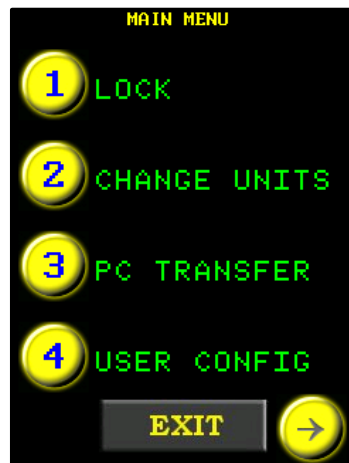 MAIN MENU
1 LOCK
2 CHANGE UNITS
3 PC TRANSFER
4 USER CONFIG
EXIT →